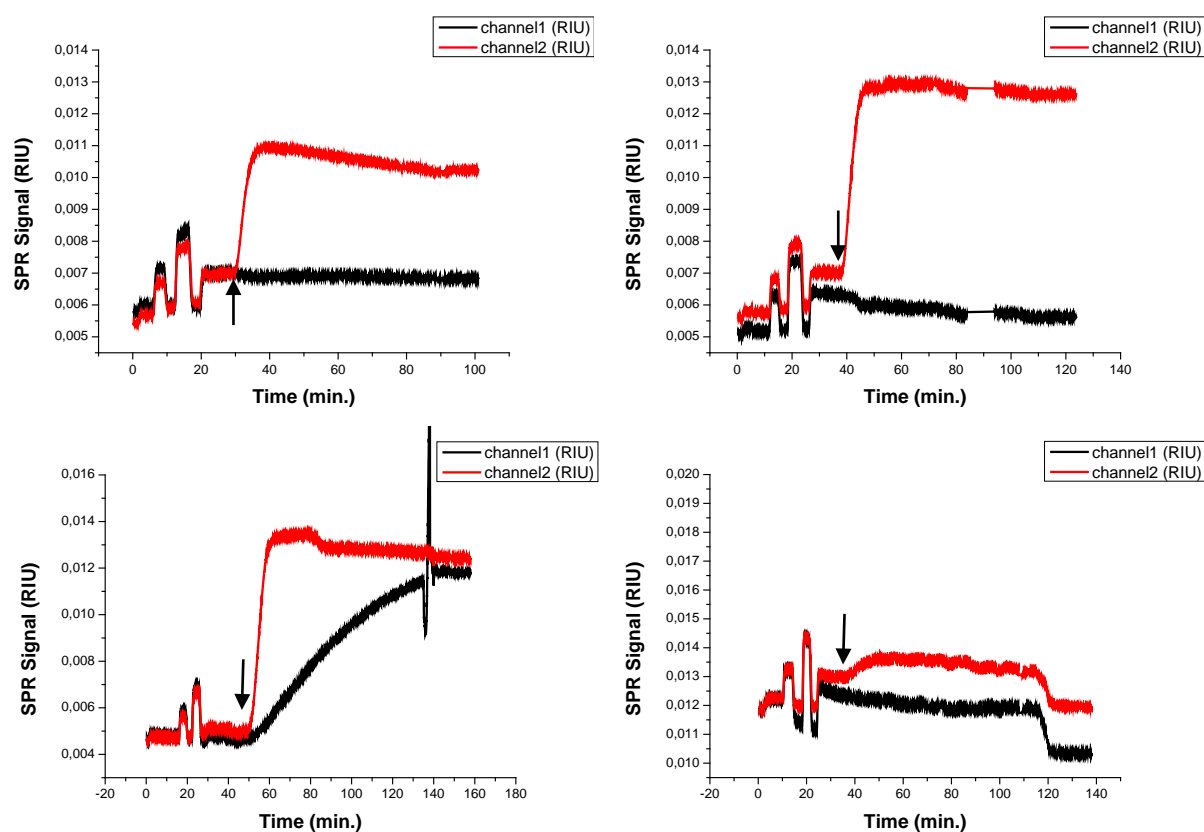 channel1 (RIU)
channel2 (RIU)
0,014
0,013
0,012
0,011
0,010
0,009
0,008
0,007
0,006
0,005
SPR Signal (RIU)
0 20 40 60 80 100
Time (min.)
channel1 (RIU)
channel2 (RIU)
0,014
0,013
0,012
0,011
0,010
0,009
0,008
0,007
0,006
0,005
SPR Signal (RIU)
0 20 40 60 80 100 120 140
Time (min.)
channel1 (RIU)
channel2 (RIU)
0,016
0,014
0,012
0,010
0,008
0,006
0,004
SPR Signal (RIU)
-20 0 20 40 60 80 100 120 140 160 180
Time (min.)
channel1 (RIU)
channel2 (RIU)
0,020
0,019
0,018
0,017
0,016
0,015
0,014
0,013
0,012
0,011
0,010
SPR Signal (RIU)
-20 0 20 40 60 80 100 120 140
Time (min.)